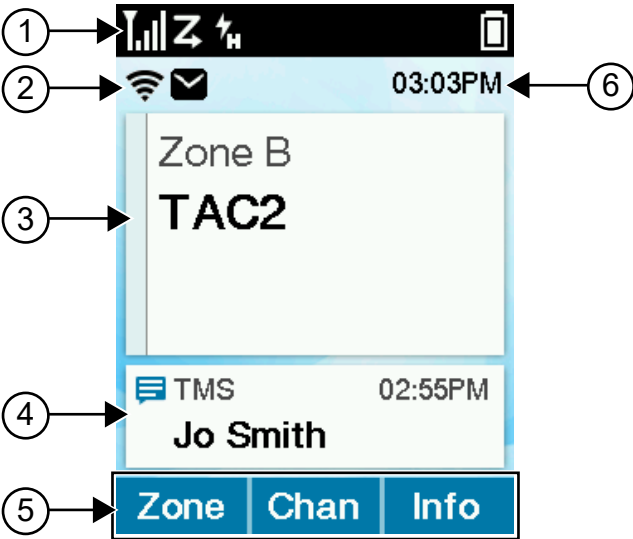 1
H
2
03:03PM
6
Zone B
TAC2
3
TMS 02:55PM
4
Jo Smith
5
Zone Chan Info